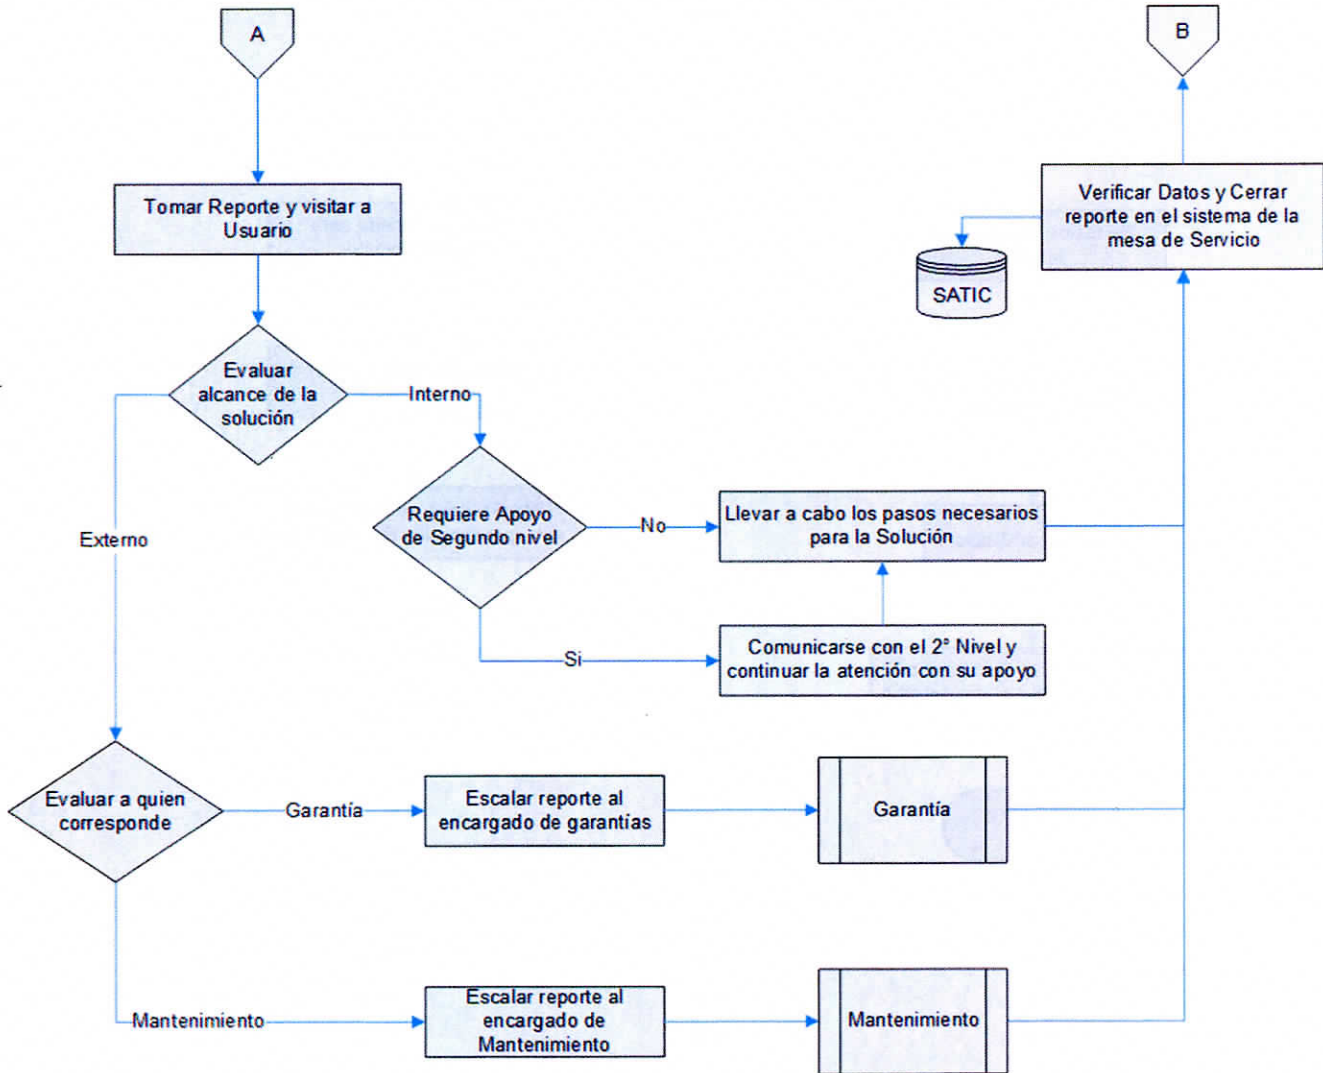 A
B
Tomar Reporte y visitar a
Usuario
Verificar Datos y Cerrar
reporte en el sistema de la
mesa de Servicio
SATIC
Evaluar
alcance de la
solución
Interno
Externo
Requiere Apoyo
de Segundo nivel
No
Llevar a cabo los pasos necesarios
para la Solución
Si
Comunicarse con el 2° Nivel y
continuar la atención con su apoyo
Evaluar a quien
corresponde
Garantía
Escalar reporte al
encargado de garantías
Garantía
Mantenimiento
Escalar reporte al
encargado de
Mantenimiento
Mantenimiento